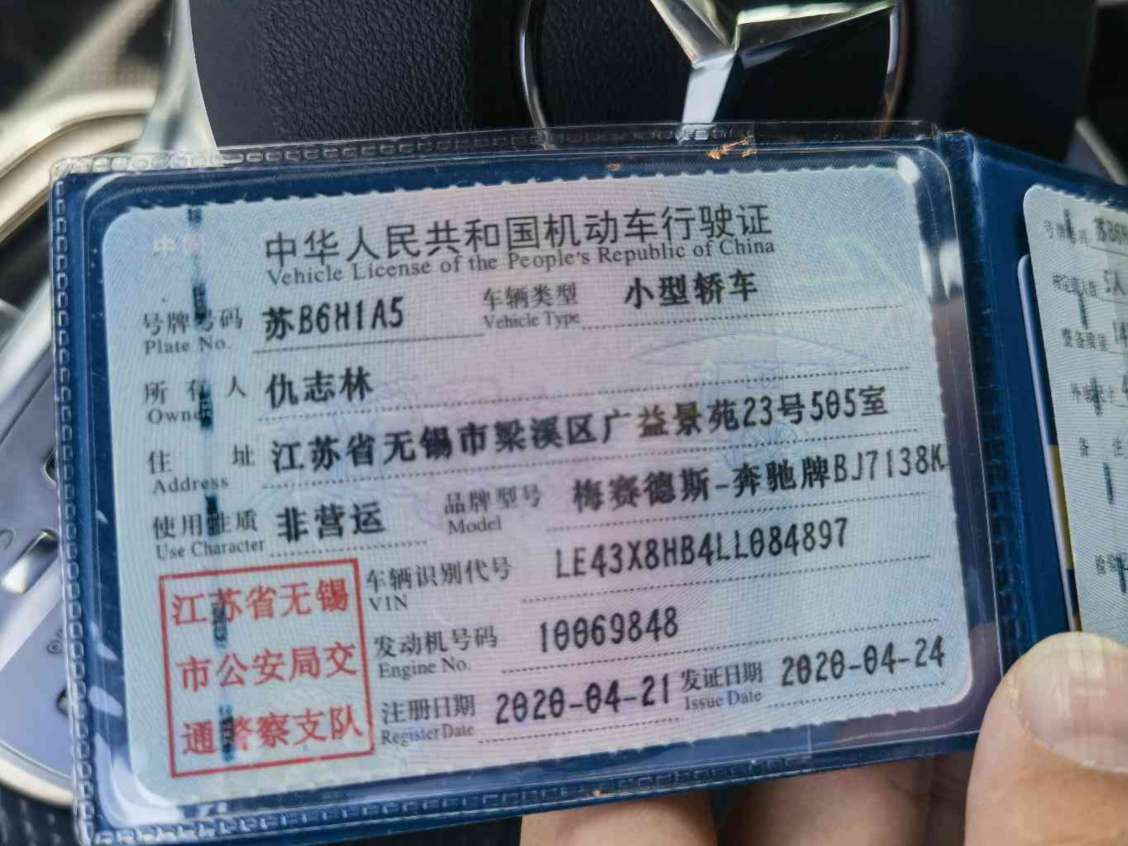 中华人民共和国机动车行驶证
Vehicle License of the People's Republic of China
号牌号码 苏B6H1A5 车辆类型 小型轿车
Plate No. Vehicle Type
所有人 仇志林
Owner
住址 江苏省无锡市梁溪区广益景苑23号505室
Address
使用性质 非营运 品牌型号 梅赛德斯-奔驰牌BJ7138K
Use Character Model
江苏省无锡
市公安局交
通警察支队
车辆识别代号 LE43X8HB4LL084897
VIN
发动机号码 10069848
Engine No.
注册日期 2020-04-21 发证日期 2020-04-24
Register Date Issue Date
备注